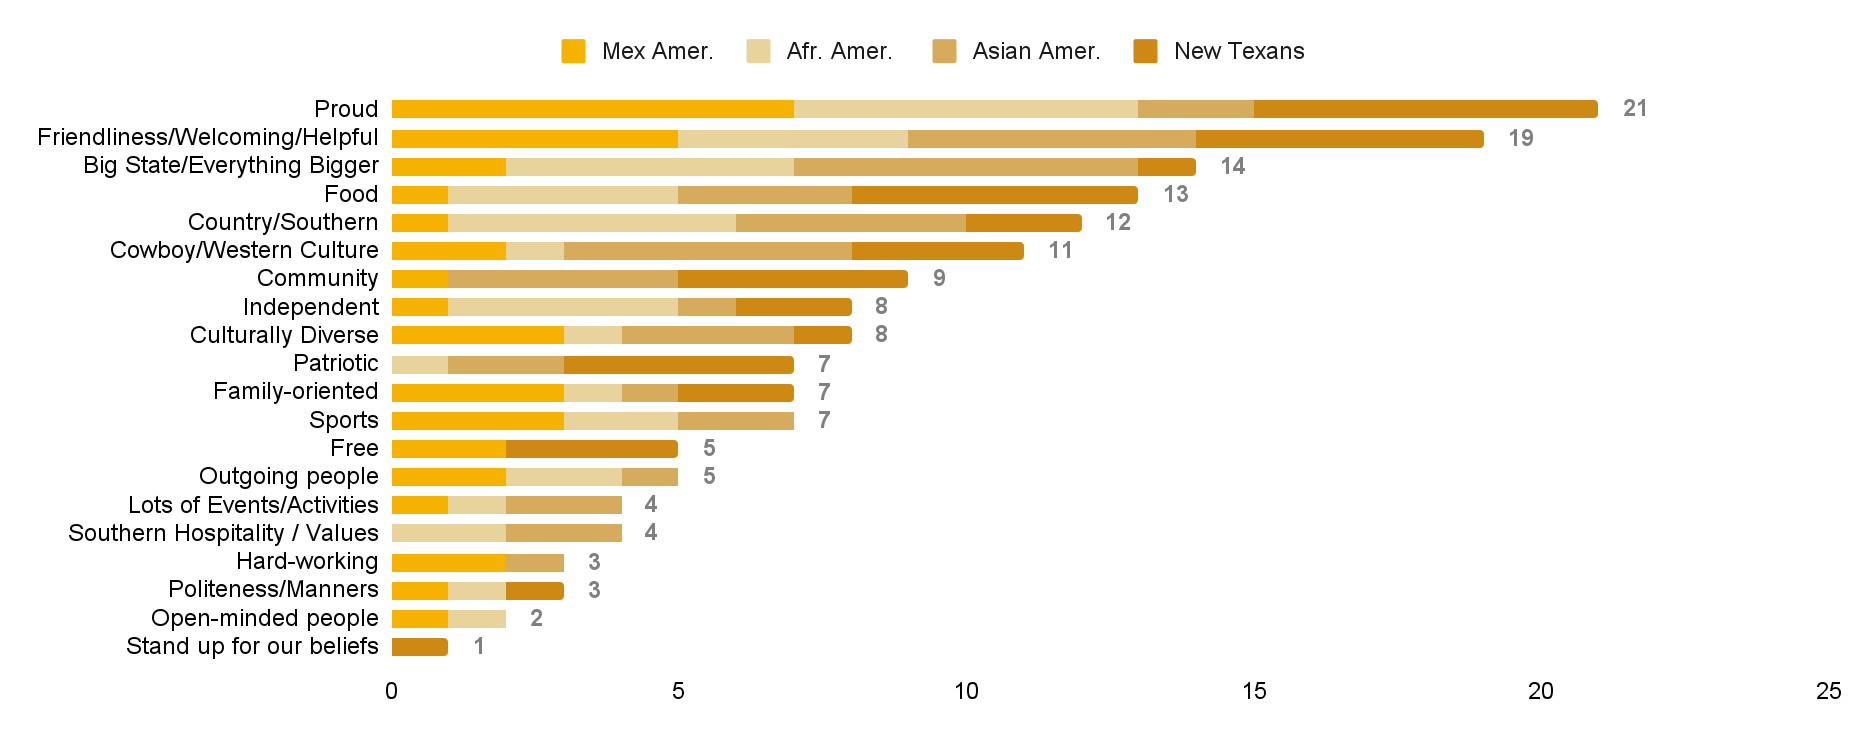 Mex Amer. Afr. Amer. Asian Amer. New Texans
Proud 21
Friendliness/Welcoming/Helpful 19
Big State/Everything Bigger 14
Food 13
Country/Southern 12
Cowboy/Western Culture 11
Community 9
Independent 8
Culturally Diverse 8
Patriotic 7
Family-oriented 7
Sports 7
Free 5
Outgoing people 5
Lots of Events/Activities 4
Southern Hospitality / Values 4
Hard-working 3
Politeness/Manners 3
Open-minded people 2
Stand up for our beliefs 1
0 5 10 15 20 25